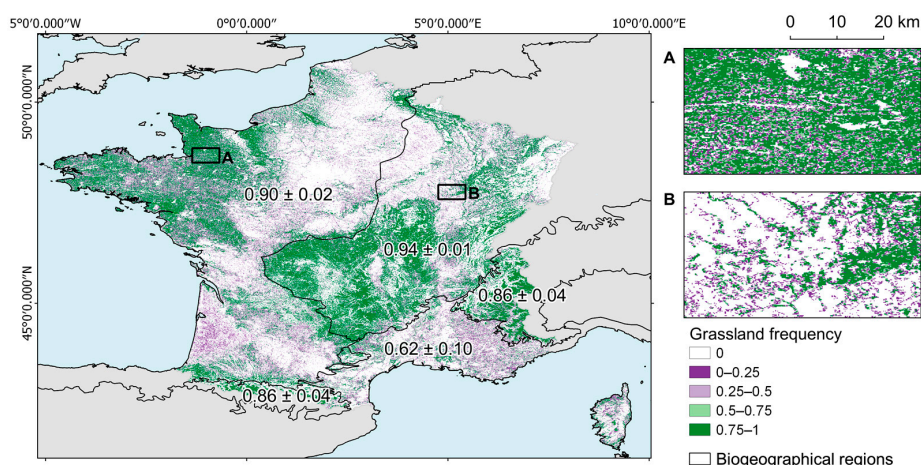 5°0'0.000"W
0°0'0.000"
5°0'0.000"E
10°0'0.000"E
0 10 20 km
50°0'0.000"N
45°0'0.000"N
A
B
0.90 ± 0.02
0.94 ± 0.01
0.86 ± 0.04
0.62 ± 0.10
0.86 ± 0.04
A
B
Grassland frequency
0
0–0.25
0.25–0.5
0.5–0.75
0.75–1
Biogeographical regions